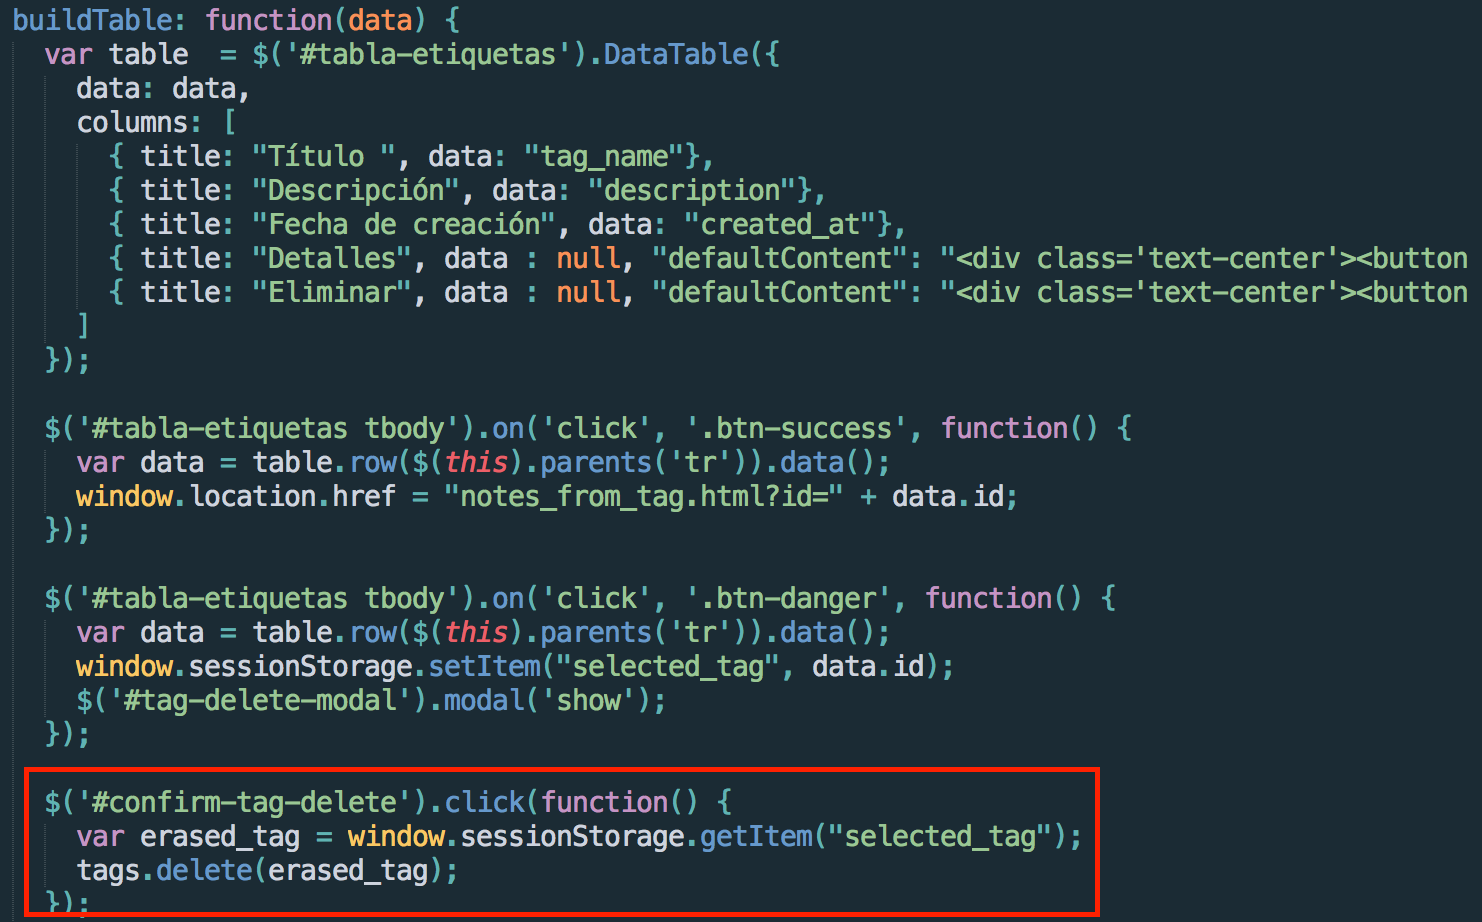 buildTable: function(data) {
var table  = $('#tabla-etiquetas').DataTable({
data: data,
columns: [
{ title: "Título ", data: "tag_name"},
{ title: "Descripción", data: "description"},
{ title: "Fecha de creación", data: "created_at"},
{ title: "Detalles", data : null, "defaultContent": "<div class='text-center'><button
{ title: "Eliminar", data : null, "defaultContent": "<div class='text-center'><button
]
});
$('#tabla-etiquetas tbody').on('click', '.btn-success', function() {
var data = table.row($(this).parents('tr')).data();
window.location.href = "notes_from_tag.html?id=" + data.id;
});
$('#tabla-etiquetas tbody').on('click', '.btn-danger', function() {
var data = table.row($(this).parents('tr')).data();
window.sessionStorage.setItem("selected_tag", data.id);
$('#tag-delete-modal').modal('show');
});
$('#confirm-tag-delete').click(function() {
var erased_tag = window.sessionStorage.getItem("selected_tag");
tags.delete(erased_tag);
});